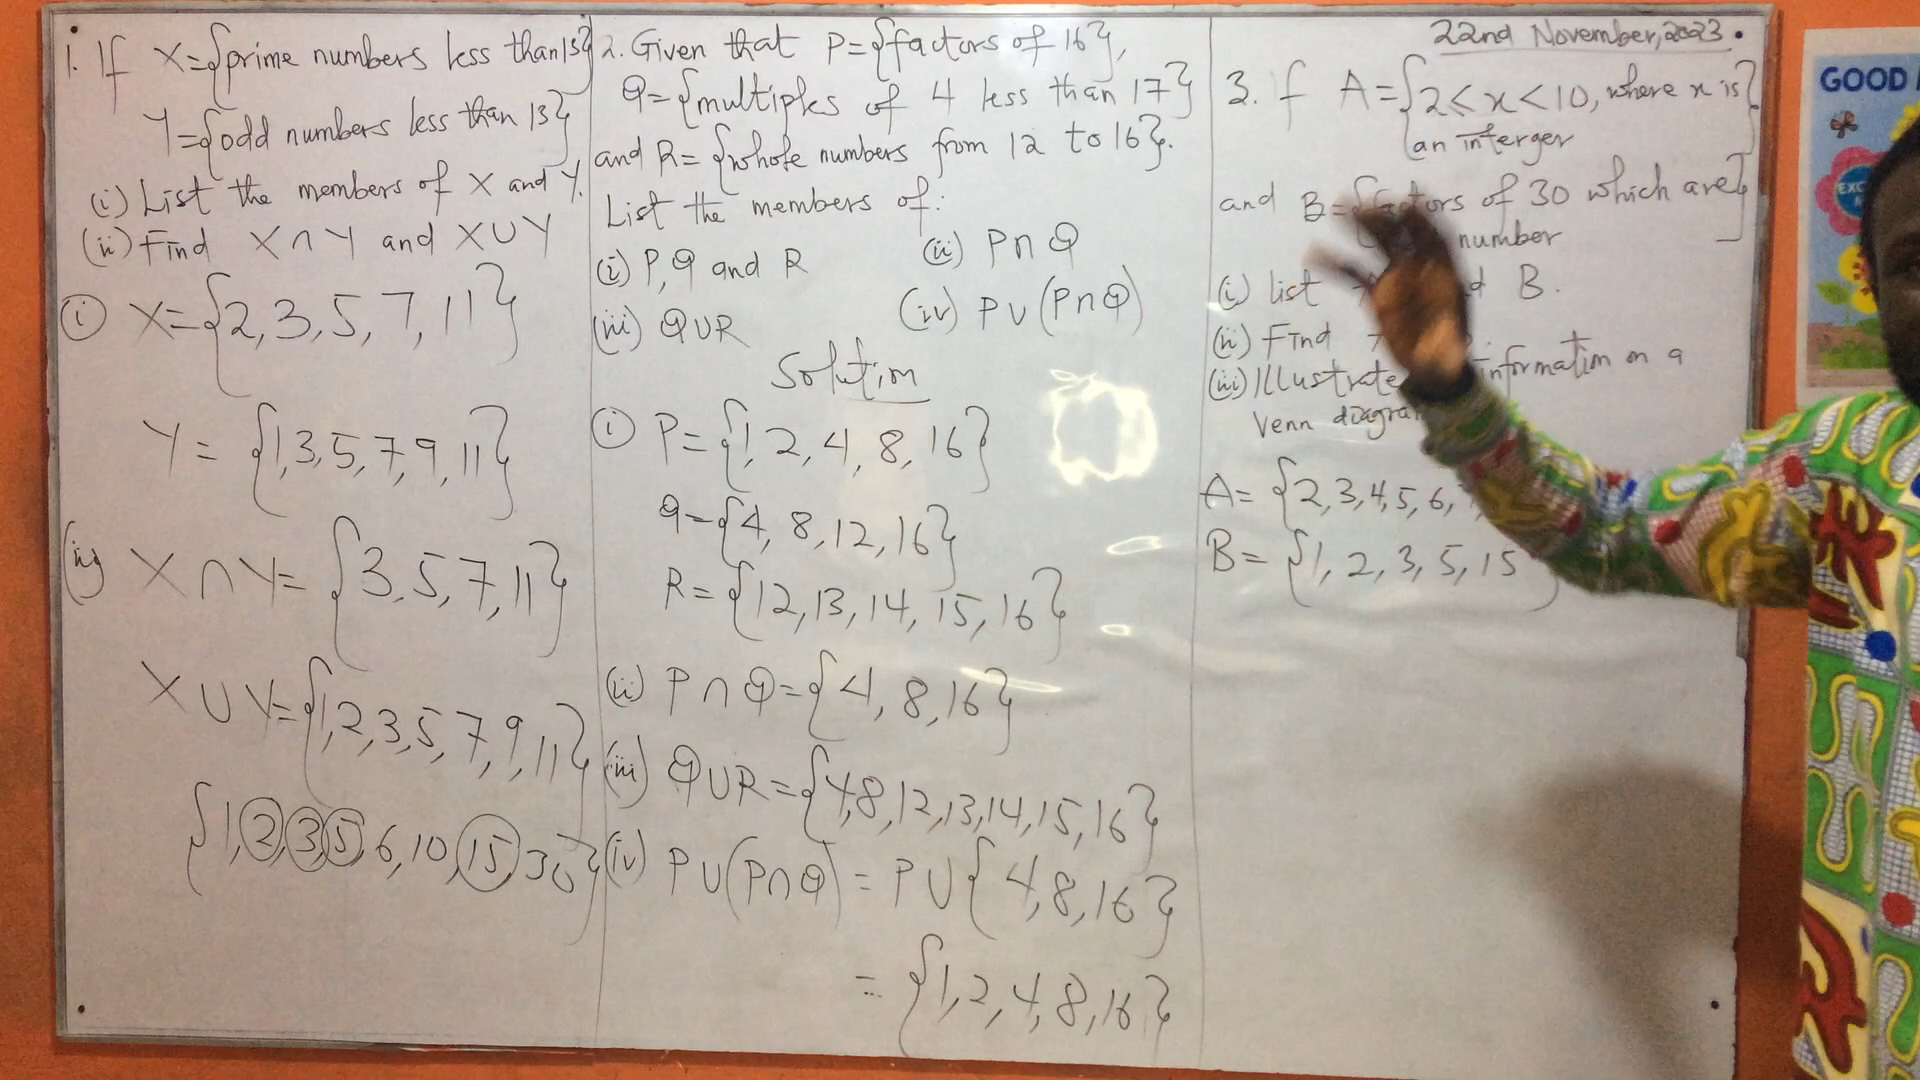 22nd November, 2023.
1. If X={prime numbers less than 13}
Y={odd numbers less than 13}
(i) List the members of X and Y.
(ii) Find X∩Y and X∪Y
(i) X={2,3,5,7,11}
Y={1,3,5,7,9,11}
(ii) X∩Y={3,5,7,11}
X∪Y={1,2,3,5,7,9,11}
{1,2,3,5,6,10,15,30}
2. Given that P={factors of 16},
Q={multiples of 4 less than 17}
and R={whole numbers from 12 to 16}.
List the members of:
(i) P,Q and R (ii) P∩Q
(iii) Q∪R (iv) P∪(P∩Q)
Solution
(i) P={1,2,4,8,16}
Q={4,8,12,16}
R={12,13,14,15,16}
(ii) P∩Q={4,8,16}
(iii) Q∪R={4,8,12,13,14,15,16}
(iv) P∪(P∩Q)=P∪{4,8,16}
={1,2,4,8,16}
3. If A={2<x<10, where x is
an interger}
and B={factors of 30 which are
number}
(i) list B.
(ii) Find
(iii) Illustrate information on a
Venn diagram
A={2,3,4,5,6,
B={1,2,3,5,15}
GOOD
EXC